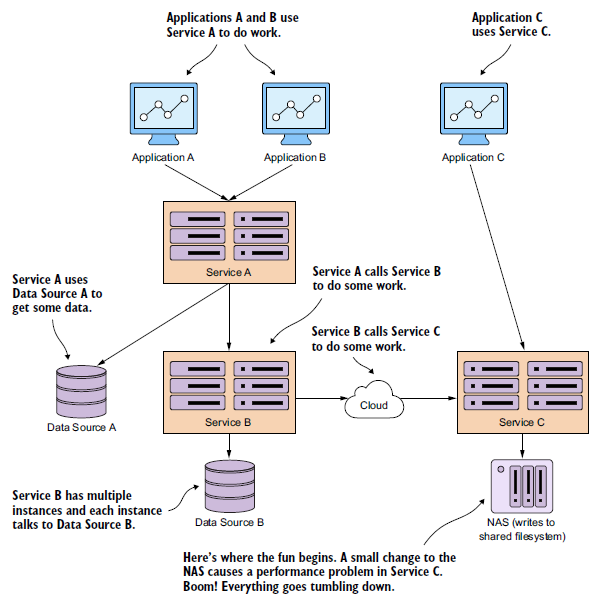 Applications A and B use
Service A to do work.
Application C
uses Service C.
Application A
Application B
Application C
Service A
Service A uses
Data Source A to
get some data.
Service A calls Service B
to do some work.
Service B calls Service C
to do some work.
Data Source A
Service B
Cloud
Service C
Service B has multiple
instances and each instance
talks to Data Source B.
Data Source B
NAS (writes to
shared filesystem)
Here’s where the fun begins. A small change to the
NAS causes a performance problem in Service C.
Boom! Everything goes tumbling down.